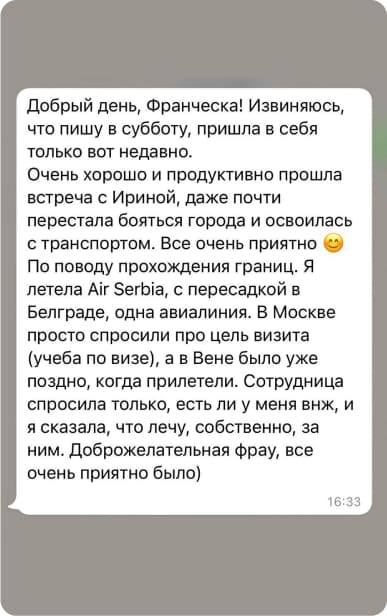 Добрый день, Франческа! Извиняюсь,
что пишу в субботу, пришла в себя
только вот недавно.
Очень хорошо и продуктивно прошла
встреча с Ириной, даже почти
перестала бояться города и освоилась
с транспортом. Все очень приятно 😊
По поводу прохождения границ. Я
летела Air Serbia, с пересадкой в
Белграде, одна авиалиния. В Москве
просто спросили про цель визита
(учеба по визе), а в Вене было уже
поздно, когда прилетели. Сотрудница
спросила только, есть ли у меня внж, и
я сказала, что лечу, собственно, за
ним. Доброжелательная фрау, все
очень приятно было)
16:33